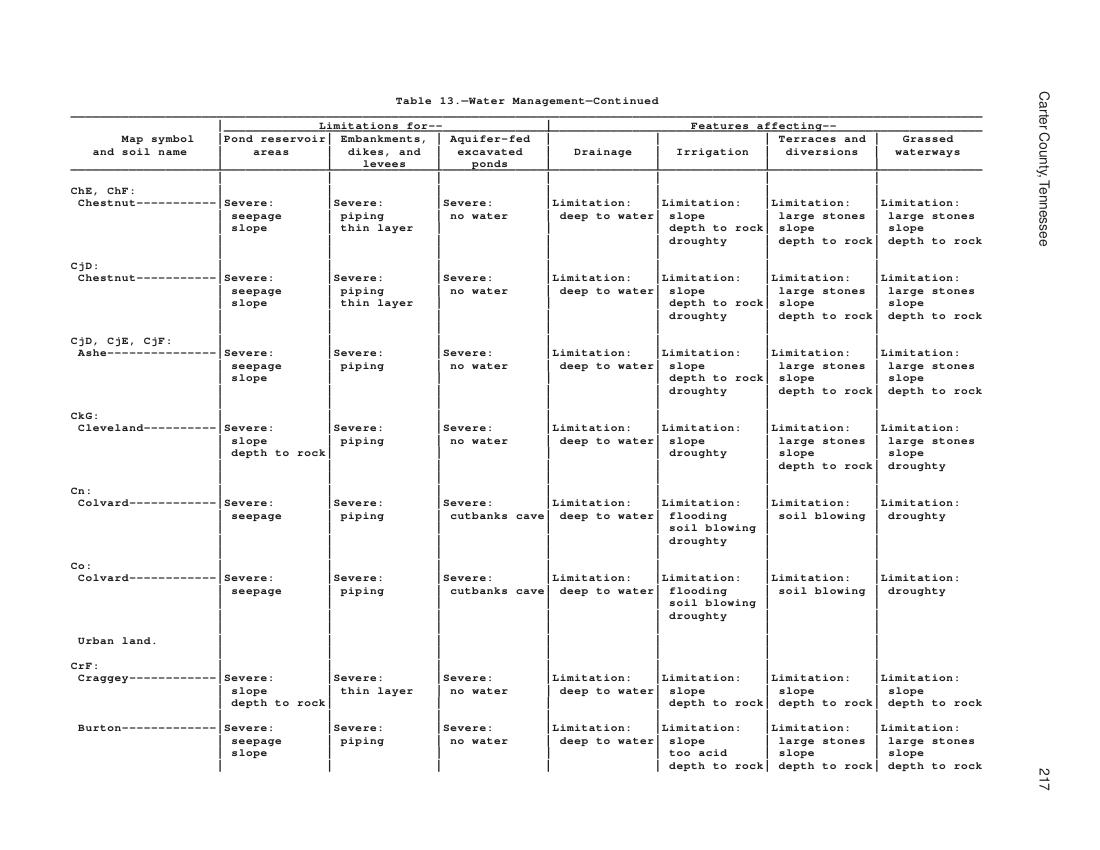 Table 13.—Water Management—Continued
Limitations for-- Features affecting--
Map symbol Pond reservoir Embankments, Aquifer-fed Terraces and Grassed
and soil name areas dikes, and excavated Drainage Irrigation diversions waterways
levees ponds
ChE, ChF:
Chestnut----------- Severe: Severe: Severe: Limitation: Limitation: Limitation: Limitation:
seepage piping no water deep to water slope large stones large stones
slope thin layer depth to rock slope slope
droughty depth to rock depth to rock
CjD:
Chestnut----------- Severe: Severe: Severe: Limitation: Limitation: Limitation: Limitation:
seepage piping no water deep to water slope large stones large stones
slope thin layer depth to rock slope slope
droughty depth to rock depth to rock
CjD, CjE, CjF:
Ashe--------------- Severe: Severe: Severe: Limitation: Limitation: Limitation: Limitation:
seepage piping no water deep to water slope large stones large stones
slope depth to rock slope slope
droughty depth to rock depth to rock
CkG:
Cleveland---------- Severe: Severe: Severe: Limitation: Limitation: Limitation: Limitation:
slope piping no water deep to water slope large stones large stones
depth to rock droughty slope slope
depth to rock droughty
Cn:
Colvard------------ Severe: Severe: Severe: Limitation: Limitation: Limitation: Limitation:
seepage piping cutbanks cave deep to water flooding soil blowing droughty
soil blowing
droughty
Co:
Colvard------------ Severe: Severe: Severe: Limitation: Limitation: Limitation: Limitation:
seepage piping cutbanks cave deep to water flooding soil blowing droughty
soil blowing
droughty
Urban land.
CrF:
Craggey------------ Severe: Severe: Severe: Limitation: Limitation: Limitation: Limitation:
slope thin layer no water deep to water slope slope slope
depth to rock depth to rock depth to rock depth to rock
Burton------------- Severe: Severe: Severe: Limitation: Limitation: Limitation: Limitation:
seepage piping no water deep to water slope large stones large stones
slope too acid slope slope
depth to rock depth to rock depth to rock
Carter County, Tennessee
217